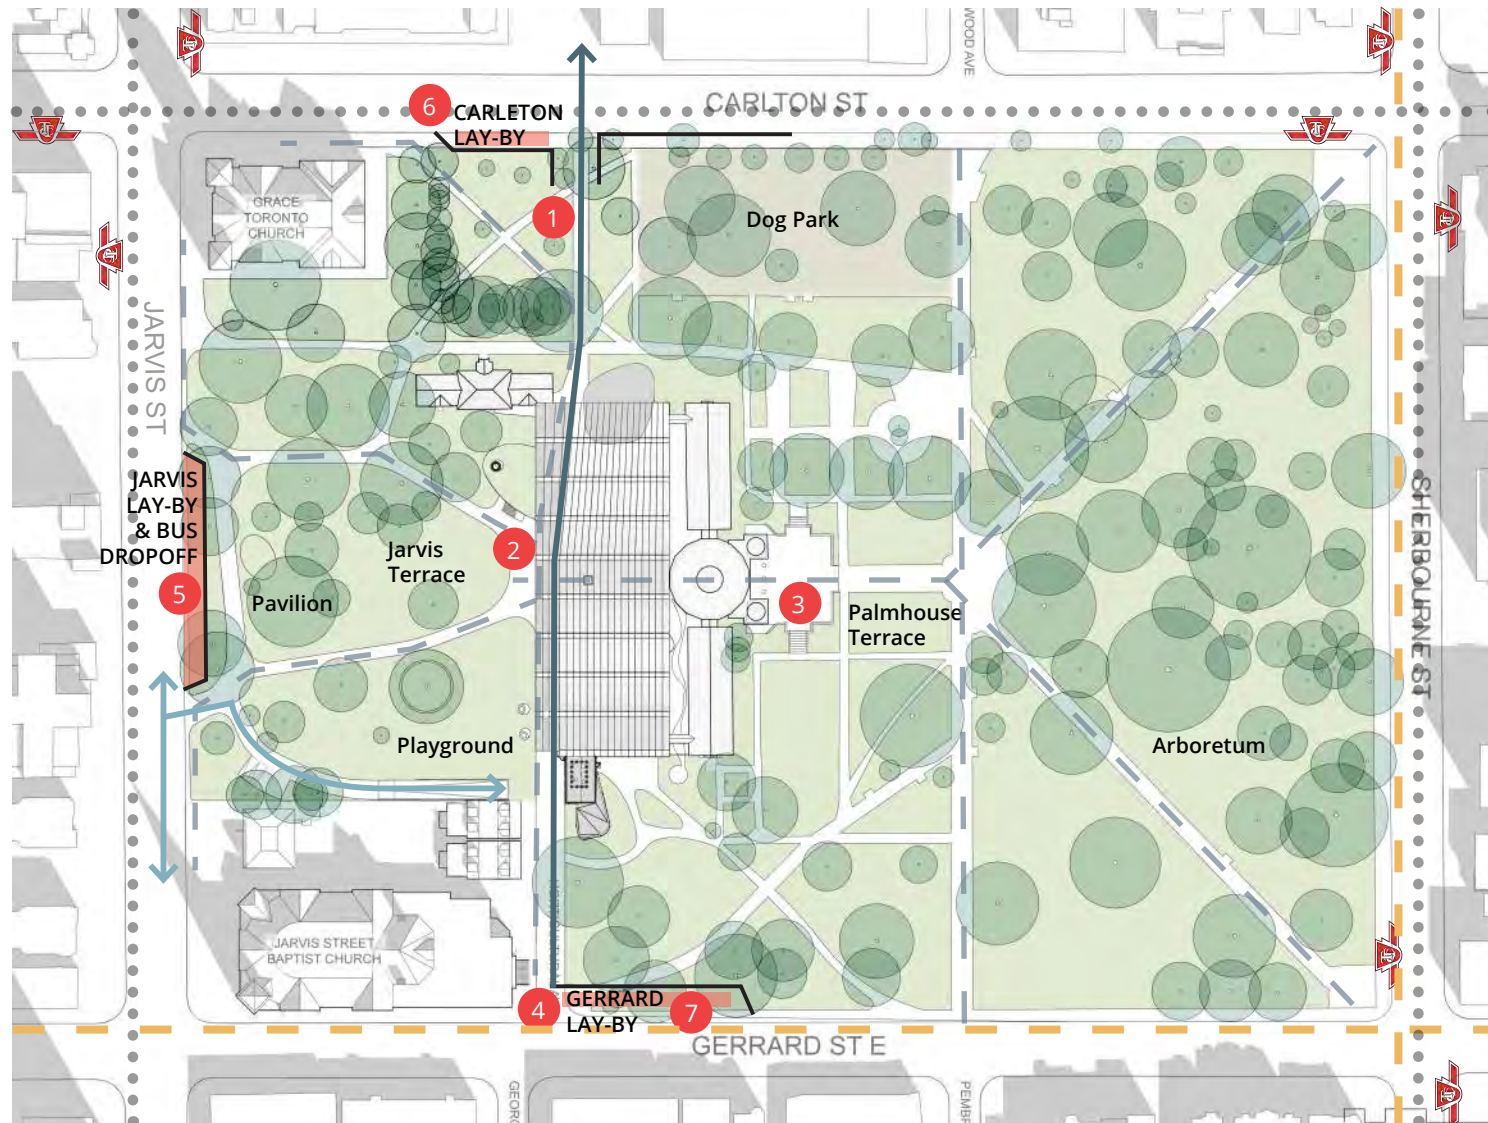 WOOD AVE
CARLTON ST
6
CARLETON
LAY-BY
GRACE
TORONTO
CHURCH
1
Dog Park
JARVIS ST
JARVIS
LAY-BY
& BUS
DROPOFF
5
Jarvis
Terrace
2
Pavilion
3
Palmhouse
Terrace
SHERBOURNE ST
Playground
Arboretum
JARVIS STREET
BAPTIST CHURCH
4
GERRARD
LAY-BY
7
GERRARD ST E
GEORG
PEMBR